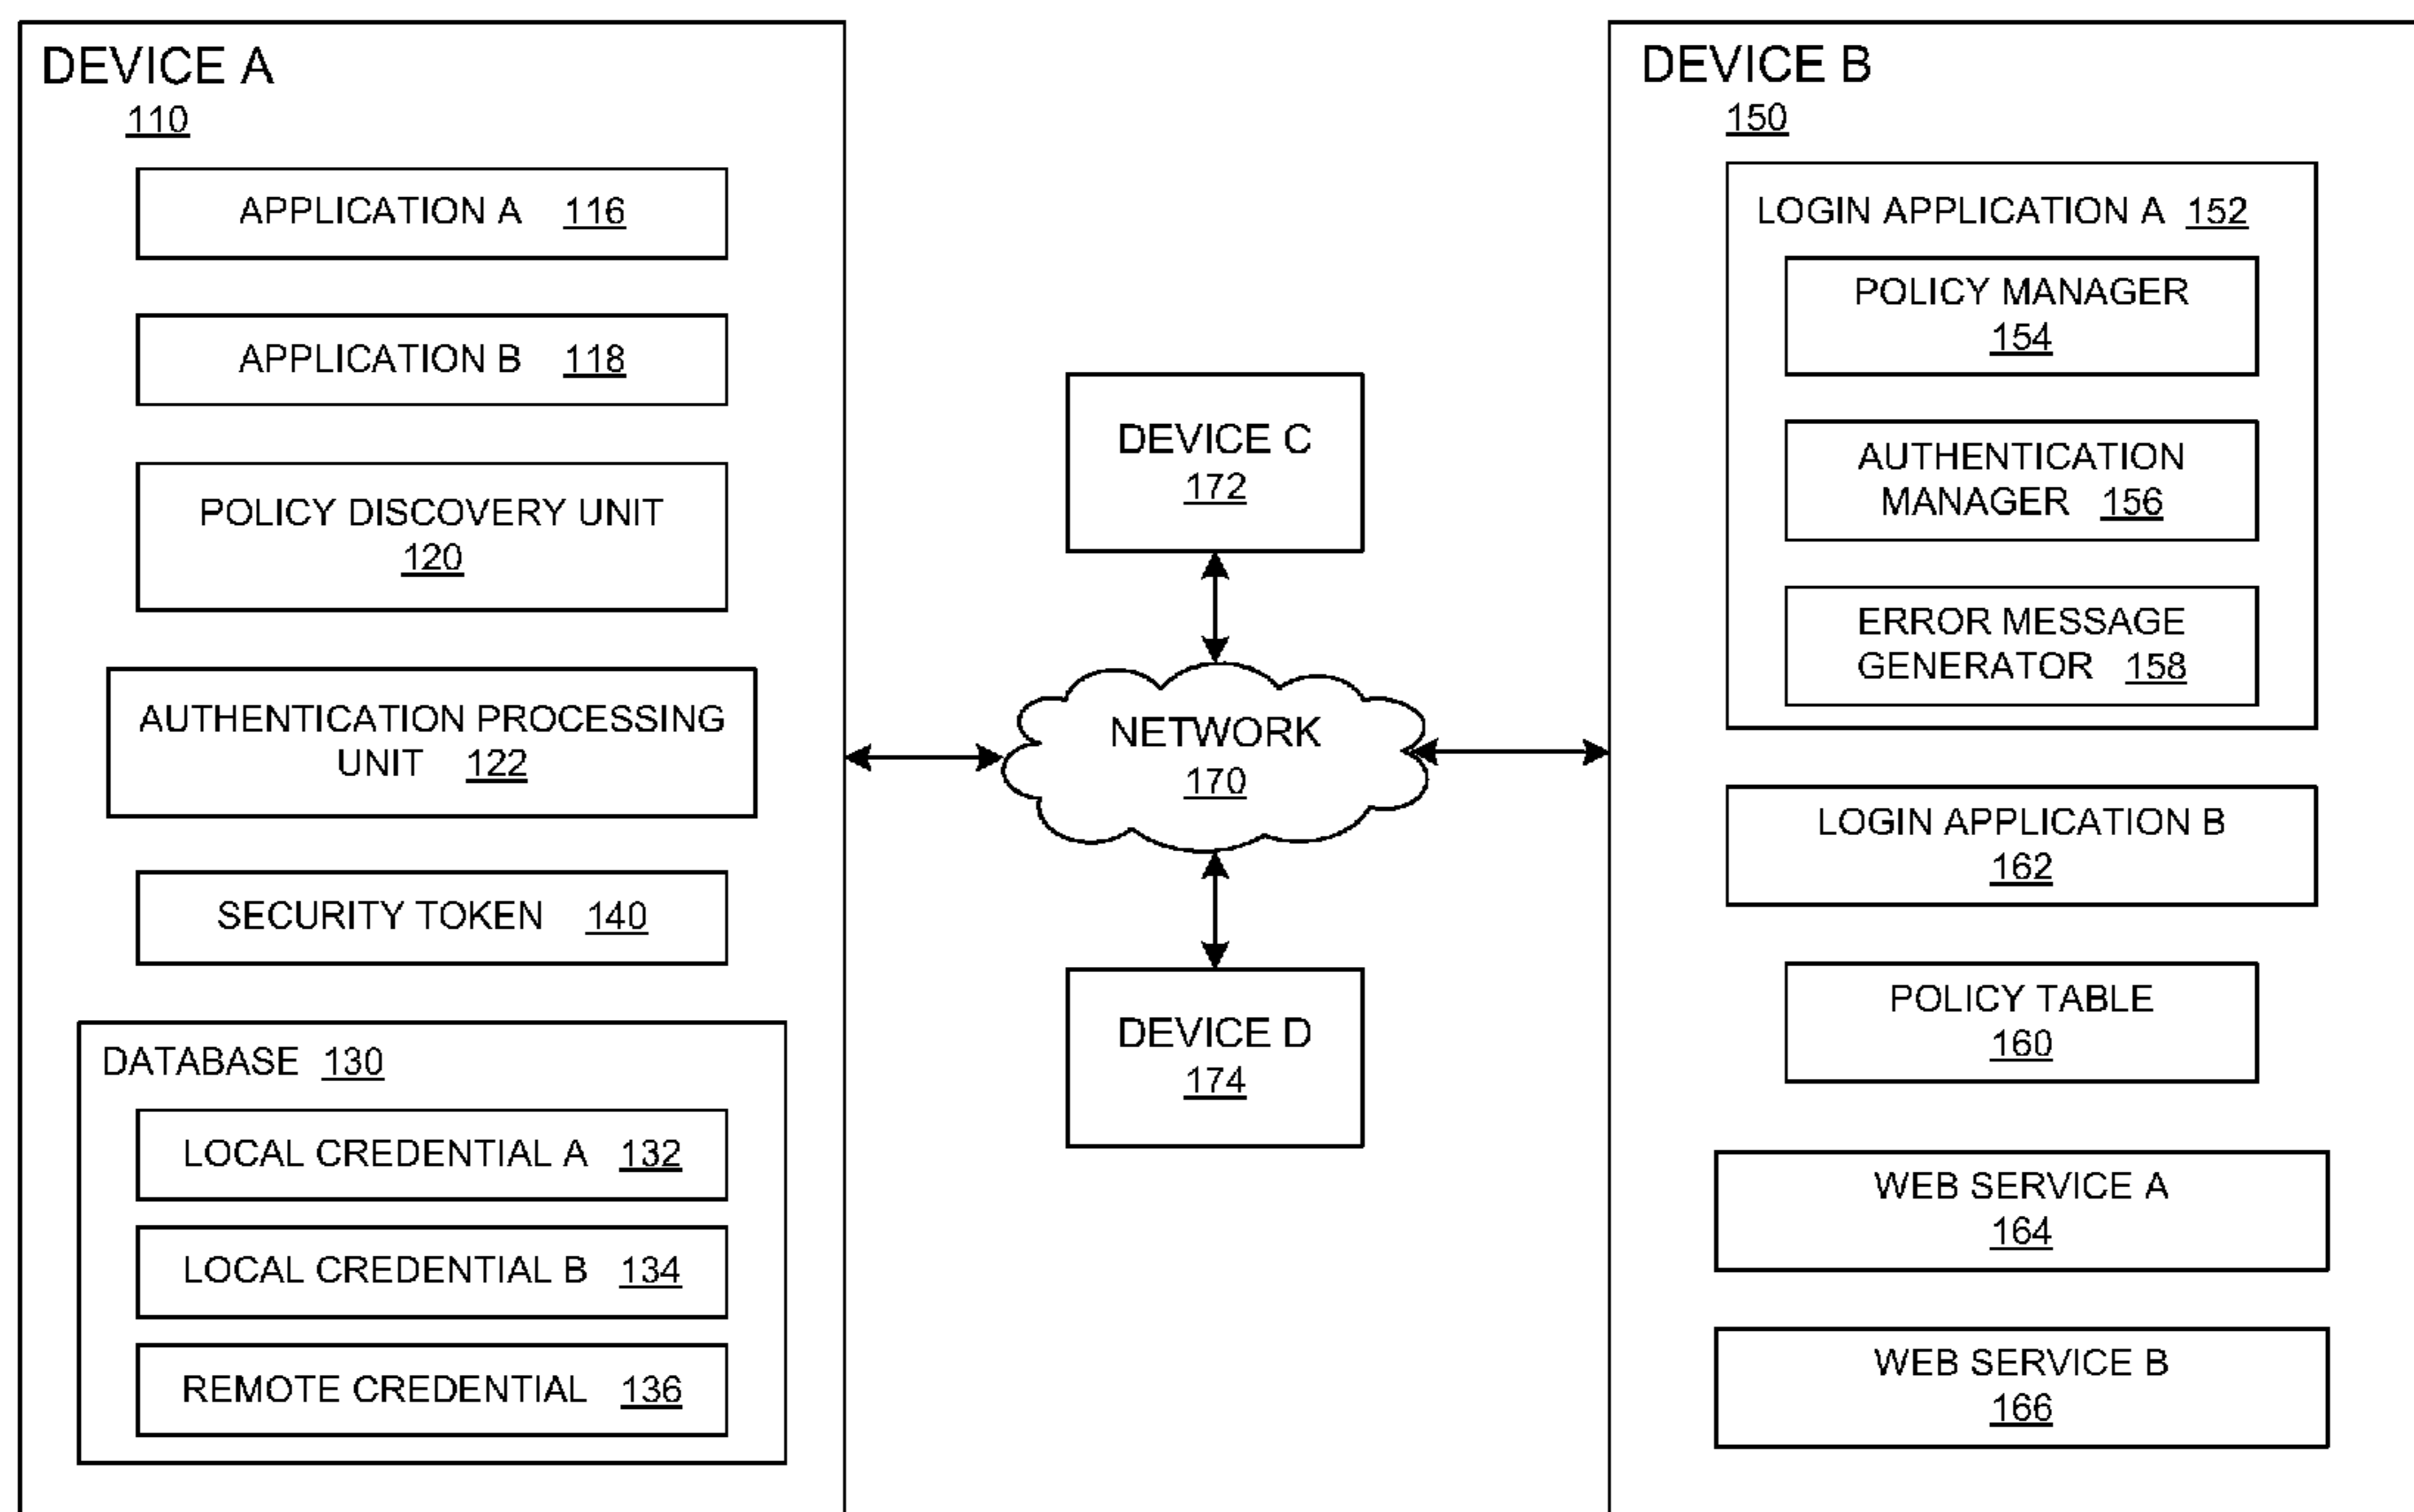 DEVICE A
110
APPLICATION A 116
APPLICATION B 118
POLICY DISCOVERY UNIT
120
AUTHENTICATION PROCESSING
UNIT 122
SECURITY TOKEN 140
DATABASE 130
LOCAL CREDENTIAL A 132
LOCAL CREDENTIAL B 134
REMOTE CREDENTIAL 136
DEVICE C
172
NETWORK
170
DEVICE D
174
DEVICE B
150
LOGIN APPLICATION A 152
POLICY MANAGER
154
AUTHENTICATION
MANAGER 156
ERROR MESSAGE
GENERATOR 158
LOGIN APPLICATION B
162
POLICY TABLE
160
WEB SERVICE A
164
WEB SERVICE B
166